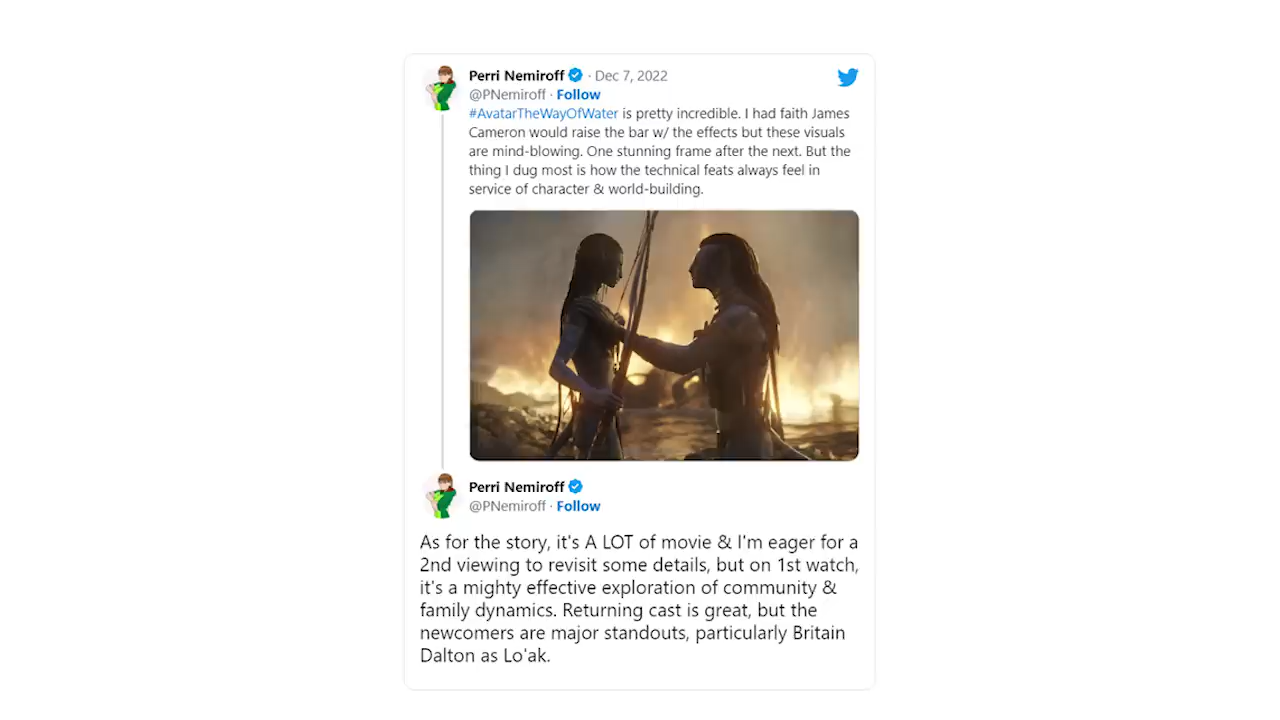 Perri Nemiroff · Dec 7, 2022
@PNemiroff · Follow
#AvatarTheWayOfWater is pretty incredible. I had faith James
Cameron would raise the bar w/ the effects but these visuals
are mind-blowing. One stunning frame after the next. But the
thing I dug most is how the technical feats always feel in
service of character & world-building.
Perri Nemiroff
@PNemiroff · Follow
As for the story, it's A LOT of movie & I'm eager for a
2nd viewing to revisit some details, but on 1st watch,
it's a mighty effective exploration of community &
family dynamics. Returning cast is great, but the
newcomers are major standouts, particularly Britain
Dalton as Lo'ak.